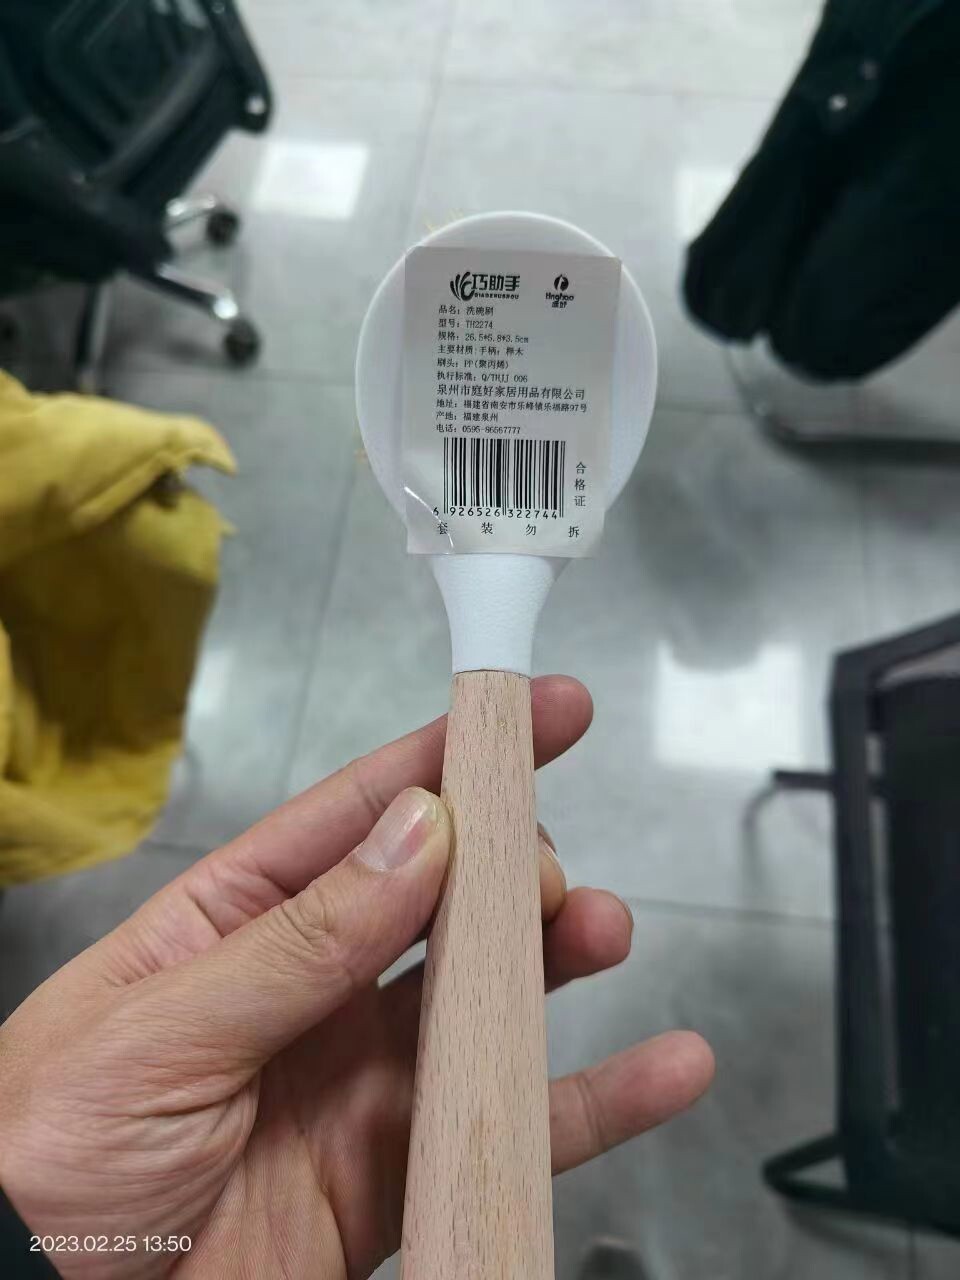 巧助手
QIAOZHUSHOU
tinghao
庭好
品名：洗碗刷
型号：TH2274
规格：26.5*5.8*3.5cm
主要材质:手柄：榉木
刷头：PP(聚丙烯)
执行标准：Q/THJJ 006
泉州市庭好家居用品有限公司
地址：福建省南安市乐峰镇乐福路97号
产地：福建泉州
电话：0595-86567777
合格证
6 926526 322744
套装勿拆
2023.02.25 13:50